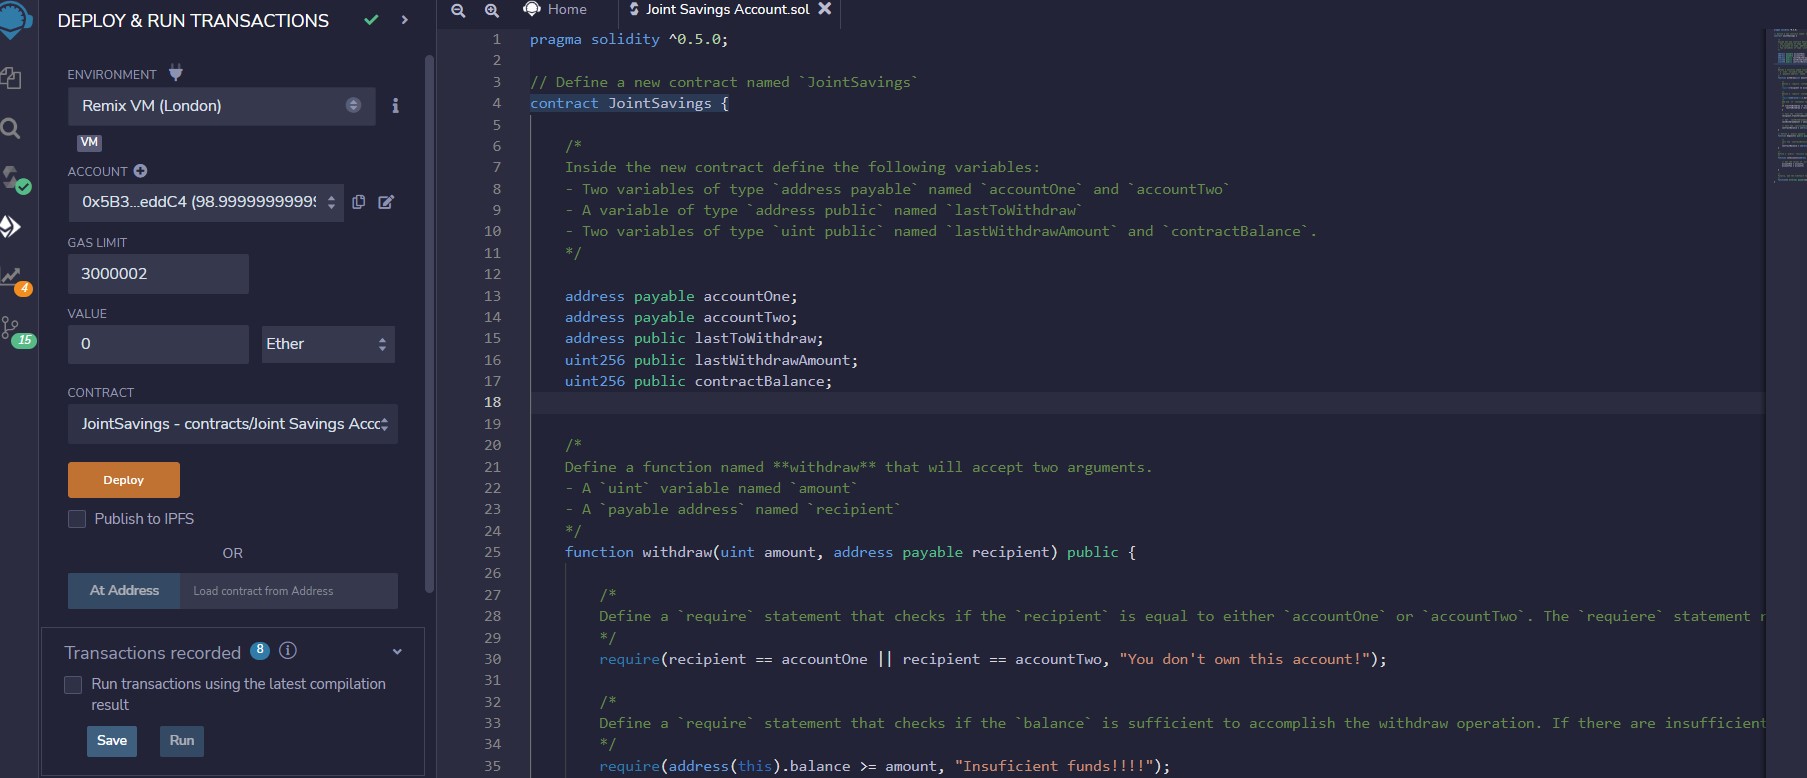 DEPLOY & RUN TRANSACTIONS
ENVIRONMENT
Remix VM (London)
VM
ACCOUNT
0x5B3...eddC4 (98.9999999999
GAS LIMIT
3000002
VALUE
0
Ether
CONTRACT
JointSavings - contracts/Joint Savings Acco
Deploy
Publish to IPFS
OR
At Address
Load contract from Address
Transactions recorded 8
Run transactions using the latest compilation
result
Save
Run
4
15
Home
Joint Savings Account.sol
1 pragma solidity ^0.5.0;
2
3 // Define a new contract named `JointSavings`
4 contract JointSavings {
5
6 /*
7 Inside the new contract define the following variables:
8 - Two variables of type `address payable` named `accountOne` and `accountTwo`
9 - A variable of type `address public` named `lastToWithdraw`
10 - Two variables of type `uint public` named `lastWithdrawAmount` and `contractBalance`.
11 */
12
13 address payable accountOne;
14 address payable accountTwo;
15 address public lastToWithdraw;
16 uint256 public lastWithdrawAmount;
17 uint256 public contractBalance;
18
19
20 /*
21 Define a function named **withdraw** that will accept two arguments.
22 - A `uint` variable named `amount`
23 - A `payable address` named `recipient`
24 */
25 function withdraw(uint amount, address payable recipient) public {
26
27 /*
28 Define a `require` statement that checks if the `recipient` is equal to either `accountOne` or `accountTwo`. The `requiere` statement
29 */
30 require(recipient == accountOne || recipient == accountTwo, "You don't own this account!");
31
32 /*
33 Define a `require` statement that checks if the `balance` is sufficient to accomplish the withdraw operation. If there are insufficient
34 */
35 require(address(this).balance >= amount, "Insuficient funds!!!!");